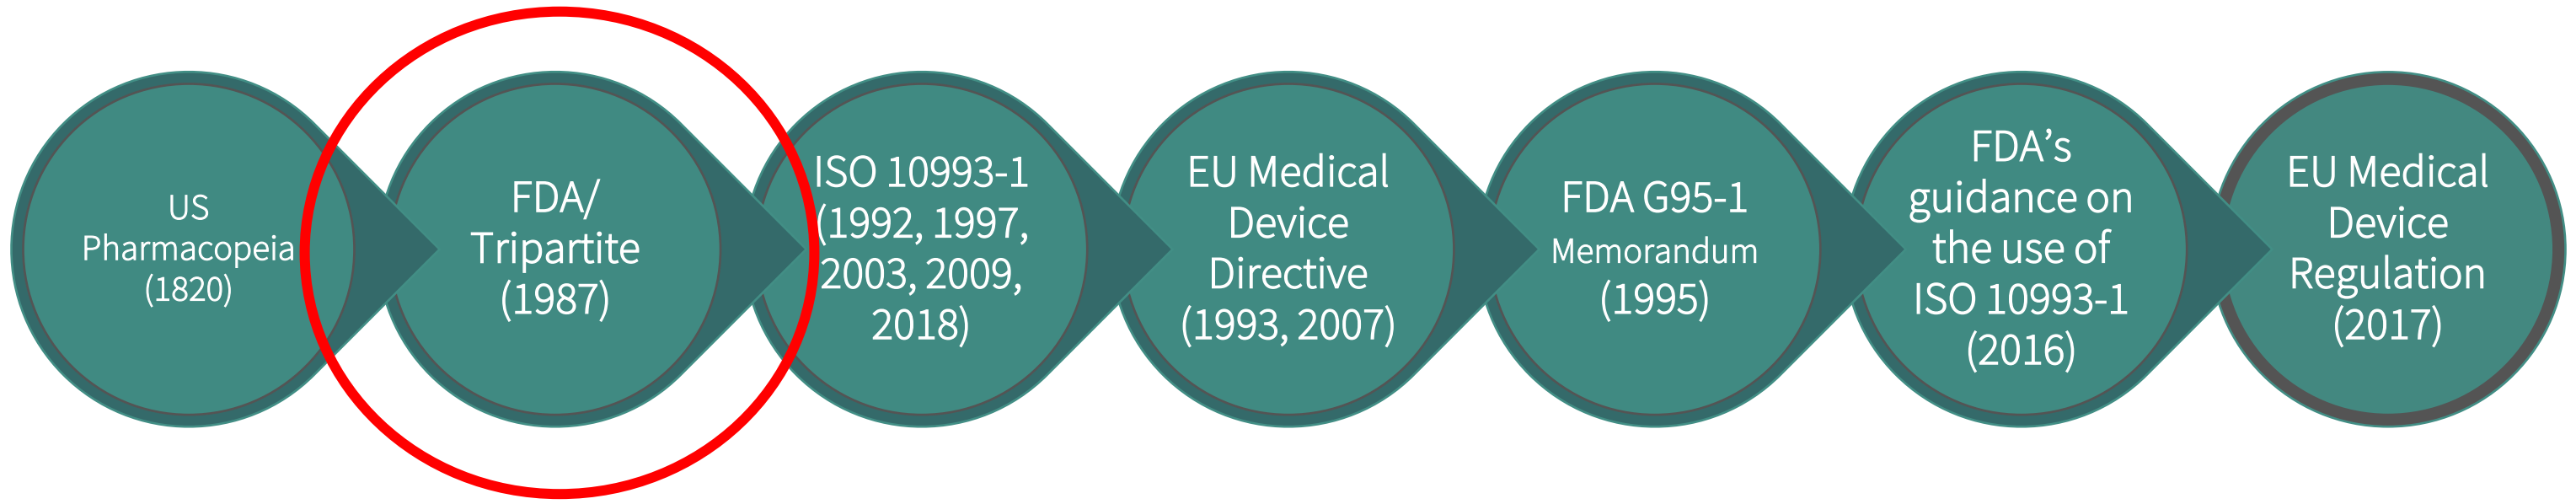 US
Pharmacopeia
(1820)
FDA/
Tripartite
(1987)
ISO 10993-1
(1992, 1997,
2003, 2009,
2018)
EU Medical
Device
Directive
(1993, 2007)
FDA G95-1
Memorandum
(1995)
FDA’s
guidance on
the use of
ISO 10993-1
(2016)
EU Medical
Device
Regulation
(2017)